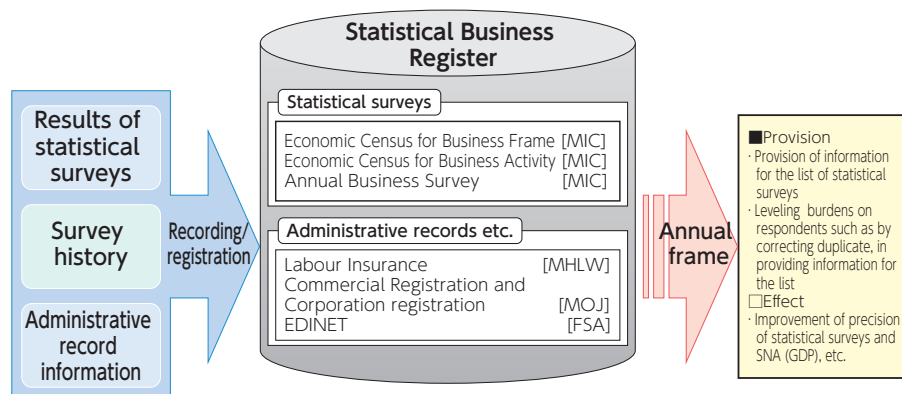 Statistical Business
Register
Results of
statistical
surveys
Survey
history
Administrative
record
information
Recording/
registration
Statistical surveys
Economic Census for Business Frame [MIC]
Economic Census for Business Activity [MIC]
Annual Business Survey [MIC]
Administrative records etc.
Labour Insurance [MHLW]
Commercial Registration and
Corporation registration [MOJ]
EDINET [FSA]
Annual
frame
■Provision
· Provision of information
for the list of statistical
surveys
· Leveling burdens on
respondents such as by
correcting duplicate, in
providing information for
the list
□Effect
· Improvement of precision
of statistical surveys and
SNA (GDP), etc.